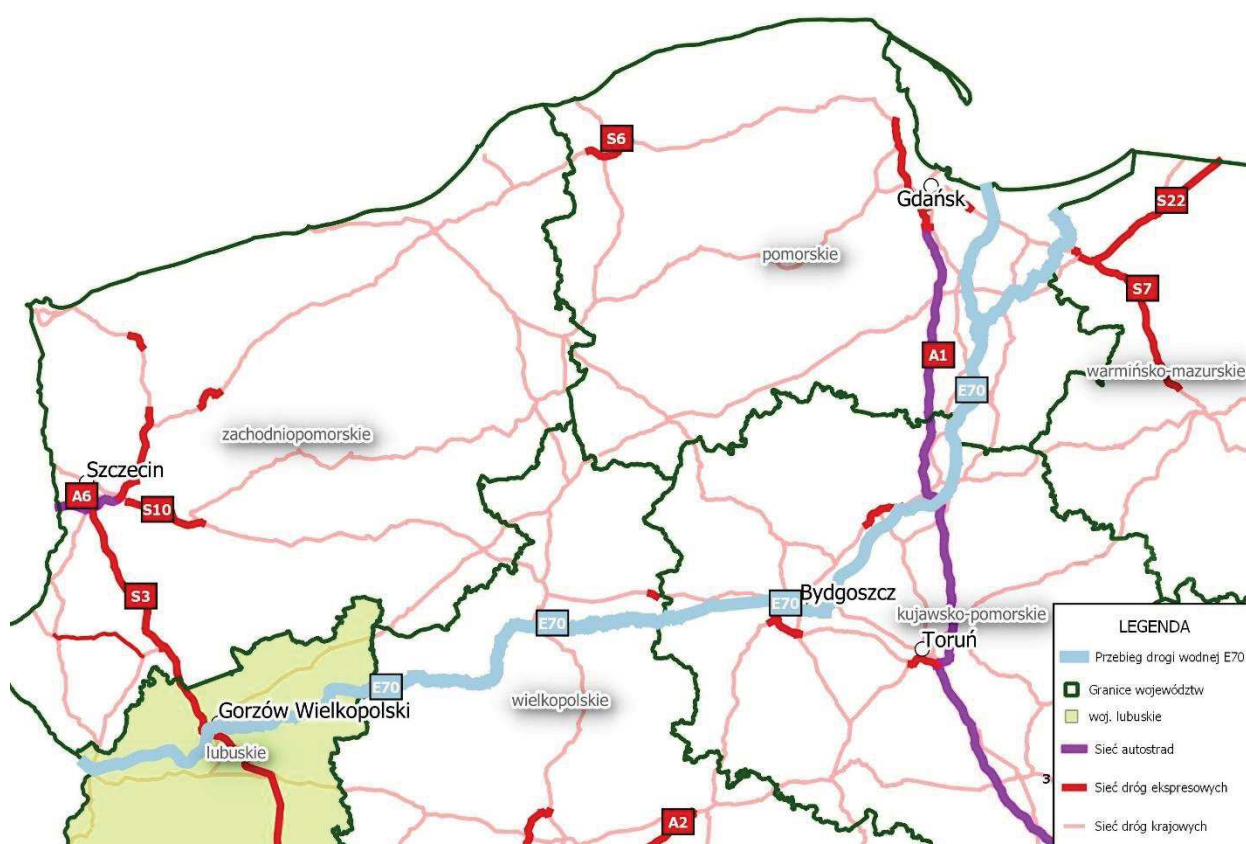 S6
Gdańsk
S22
pomorskie
S7
A1
warmińsko-mazurskie
E70
zachodniopomorskie
Szczecin
A6
S10
S3
Bydgoszcz
E70
kujawsko-pomorskie
E70
Toruń
E70
wielkopolskie
Gorzów Wielkopolski
lubuskie
A2
3
LEGENDA
Przebieg drogi wodnej E70
Granice województw
woj. lubuskie
Sieć autostrad
Sieć dróg ekspresowych
Sieć dróg krajowych